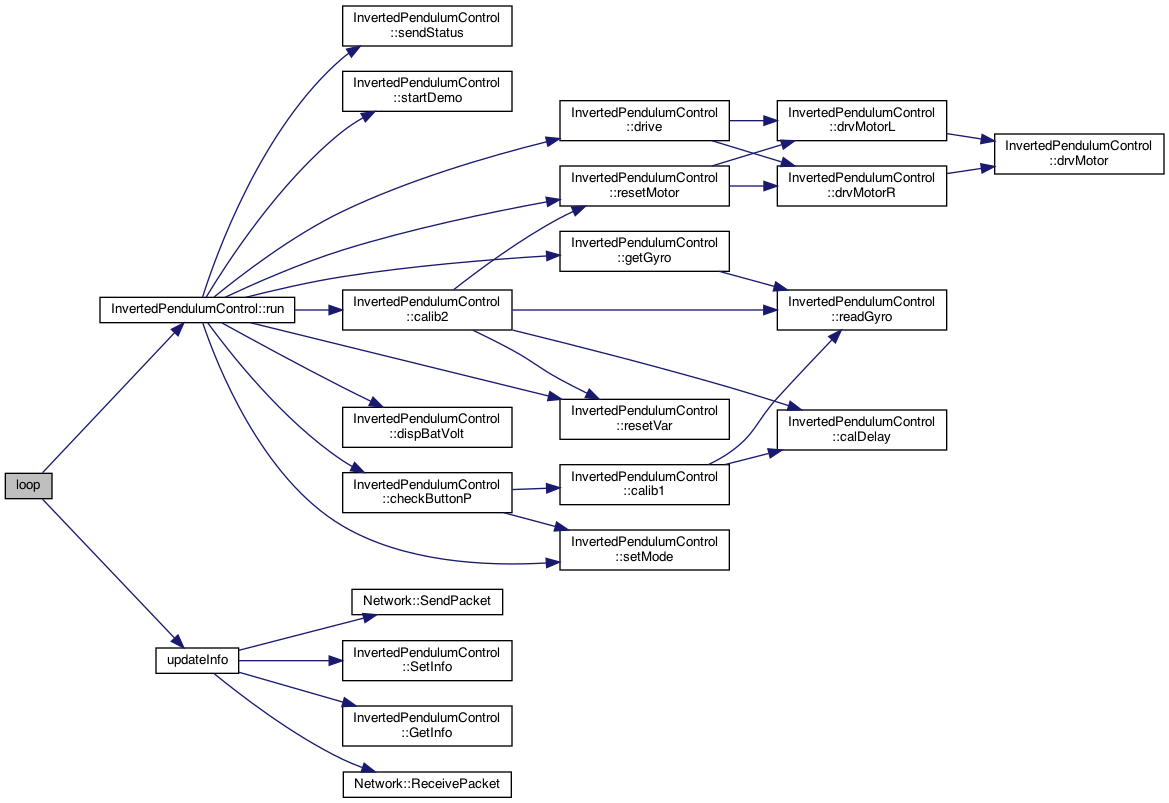 InvertedPendulumControl
::sendStatus
InvertedPendulumControl
::startDemo
InvertedPendulumControl
::drive
InvertedPendulumControl
::drvMotorL
InvertedPendulumControl
::drvMotor
InvertedPendulumControl
::resetMotor
InvertedPendulumControl
::drvMotorR
InvertedPendulumControl
::getGyro
InvertedPendulumControl::run
InvertedPendulumControl
::calib2
InvertedPendulumControl
::readGyro
InvertedPendulumControl
::dispBatVolt
InvertedPendulumControl
::resetVar
InvertedPendulumControl
::calDelay
loop
InvertedPendulumControl
::checkButtonP
InvertedPendulumControl
::calib1
InvertedPendulumControl
::setMode
Network::SendPacket
updateInfo
InvertedPendulumControl
::SetInfo
InvertedPendulumControl
::GetInfo
Network::ReceivePacket